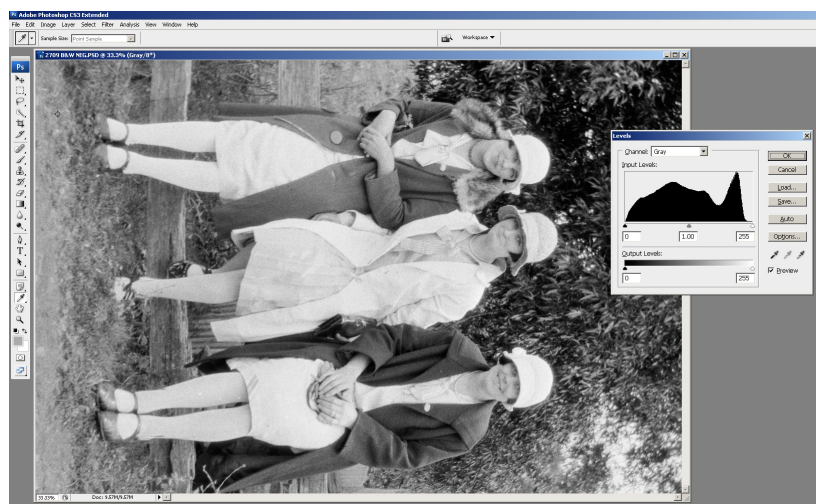 Adobe Photoshop CS3 Extended
File Edit Image Layer Select Filter Analysis View Window Help
Sample Size: Point Sample
Workspace
2709 B&W NEG.PSD @ 33.3% (Gray/8*)
Ps
T
Levels
Channel: Gray
Input Levels:
0 1.00 255
Output Levels:
0 255
OK
Cancel
Load...
Save...
Auto
Options...
Preview
33.33% Doc: 9.57M/9.57M